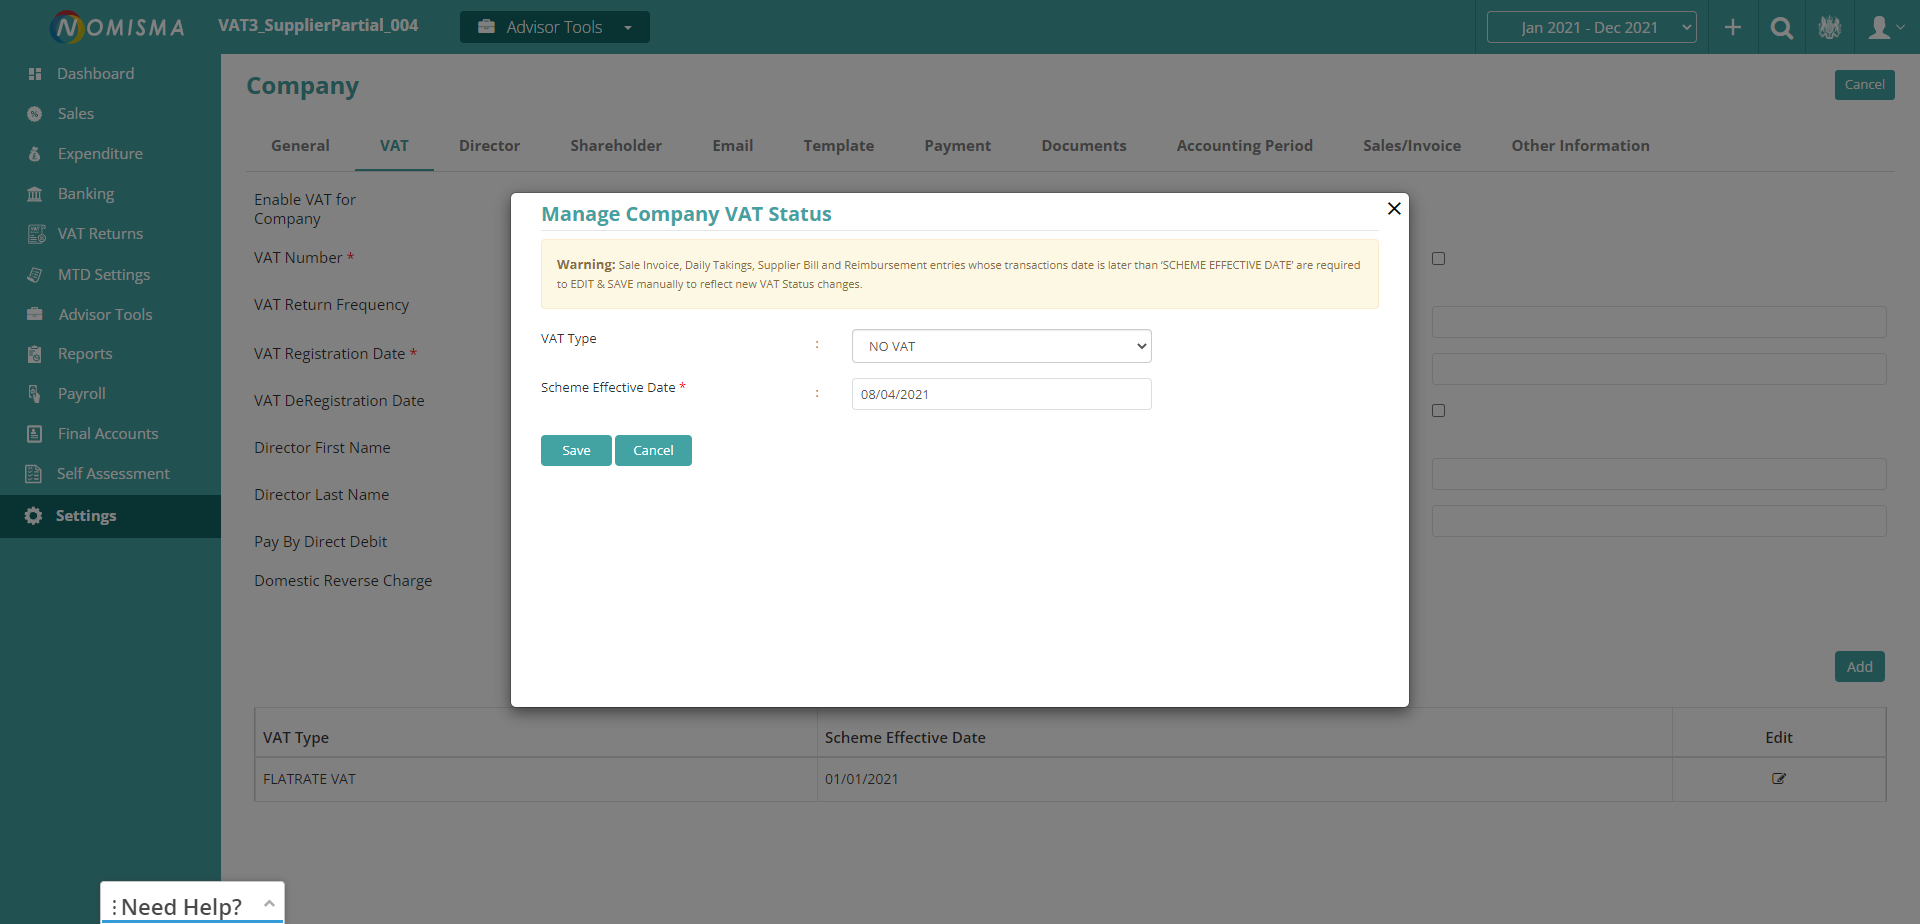 NOMISMA
VAT3_SupplierPartial_004
Advisor Tools
Jan 2021 - Dec 2021
Dashboard
Sales
Expenditure
Banking
VAT Returns
MTD Settings
Advisor Tools
Reports
Payroll
Final Accounts
Self Assessment
Settings
Company
Cancel
General VAT Director Shareholder Email Template Payment Documents Accounting Period Sales/Invoice Other Information
Enable VAT for
Company
VAT Number *
VAT Return Frequency
VAT Registration Date *
VAT DeRegistration Date
Director First Name
Director Last Name
Pay By Direct Debit
Domestic Reverse Charge
Manage Company VAT Status
Warning: Sale Invoice, Daily Takings, Supplier Bill and Reimbursement entries whose transactions date is later than ‘SCHEME EFFECTIVE DATE’ are required
to EDIT & SAVE manually to reflect new VAT Status changes.
VAT Type : NO VAT
Scheme Effective Date * : 08/04/2021
Save Cancel
Add
VAT Type Scheme Effective Date Edit
FLATRATE VAT 01/01/2021
Need Help?